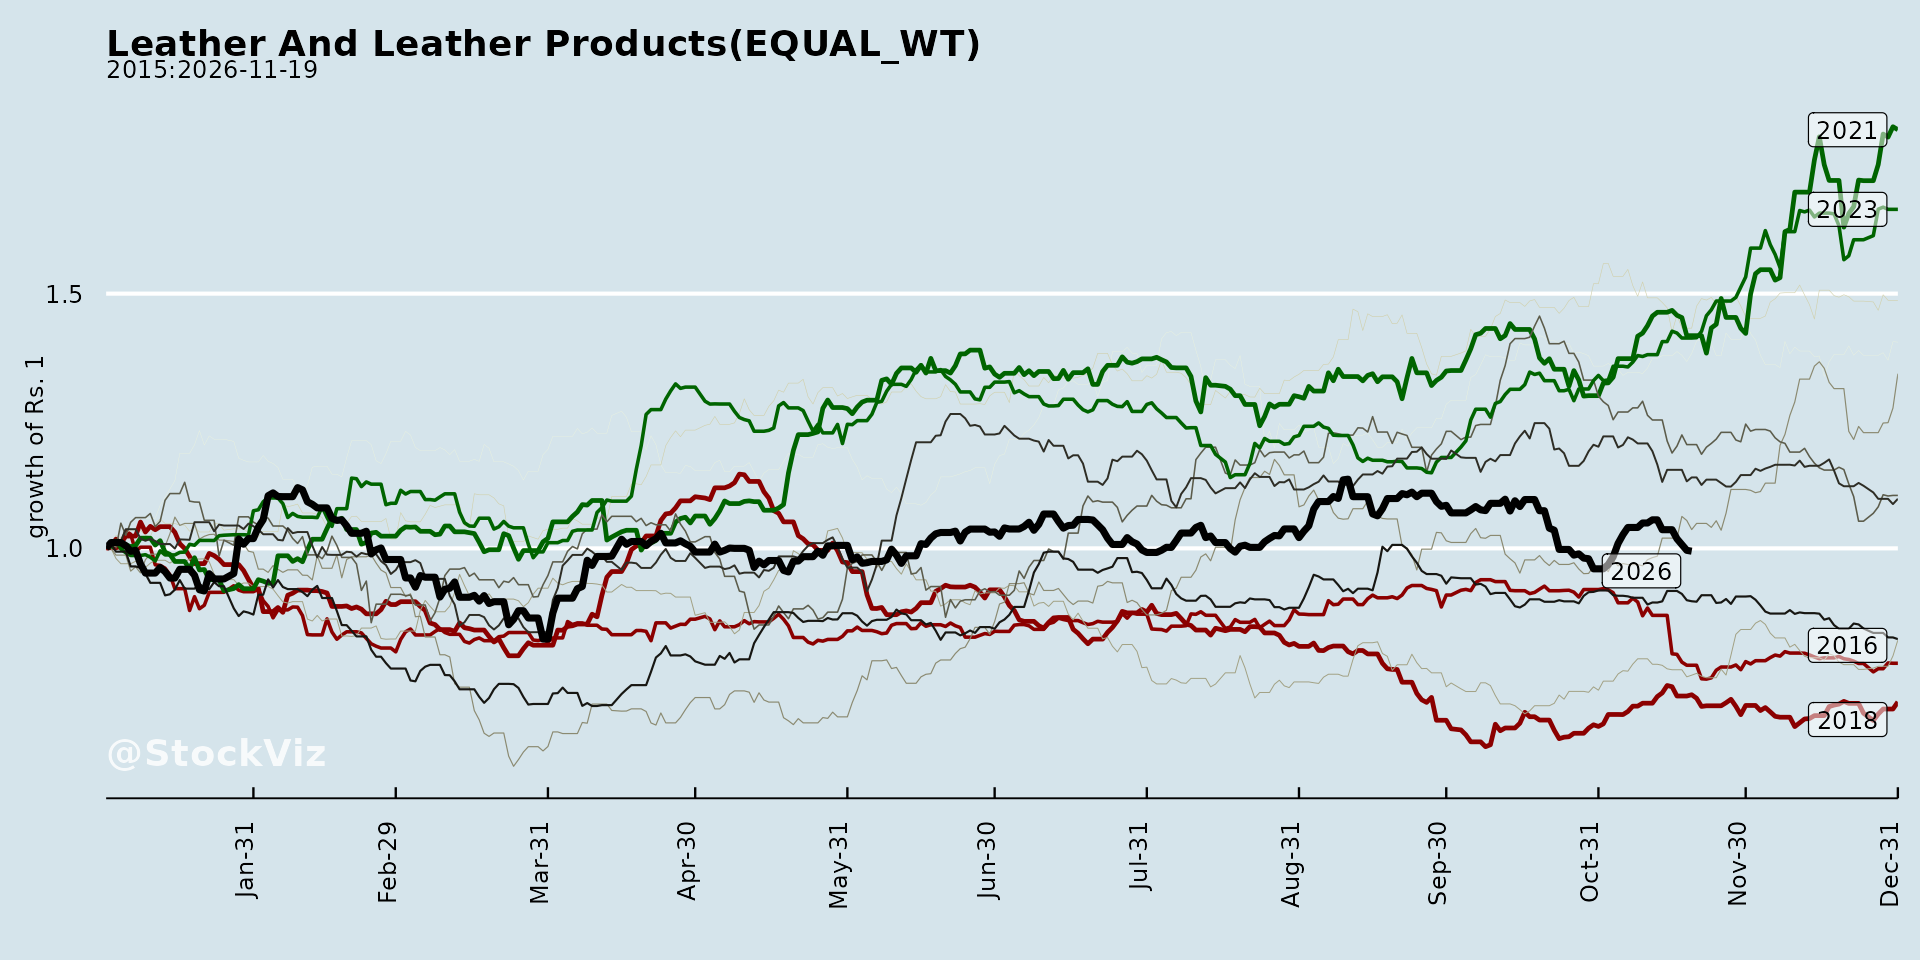 Leather And Leather Products(EQUAL_WT)
2015:2026-11-19
growth of Rs. 1
1.5
1.0
2021
2023
2026
2016
2018
@StockViz
Jan-31
Feb-29
Mar-31
Apr-30
May-31
Jun-30
Jul-31
Aug-31
Sep-30
Oct-31
Nov-30
Dec-31